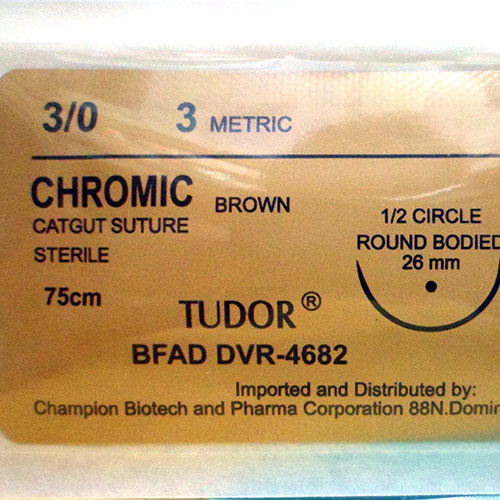 3/0 3 METRIC
CHROMIC BROWN
CATGUT SUTURE
STERILE
1/2 CIRCLE
ROUND BODIED
26 mm
75cm
TUDOR®
BFAD DVR-4682
Imported and Distributed by:
Champion Biotech and Pharma Corporation 88N.Domin